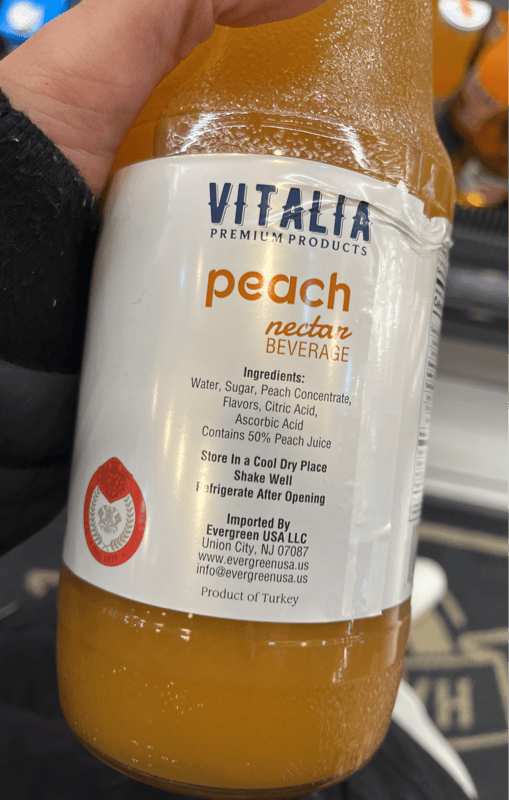 VITALIA
PREMIUM PRODUCTS
peach
nectar
BEVERAGE
Ingredients:
Water, Sugar, Peach Concentrate,
Flavors, Citric Acid,
Ascorbic Acid
Contains 50% Peach Juice
Store In a Cool Dry Place
Shake Well
Refrigerate After Opening
Imported By
Evergreen USA LLC
Union City, NJ 07087
www.evergreenusa.us
info@evergreenusa.us
Product of Turkey